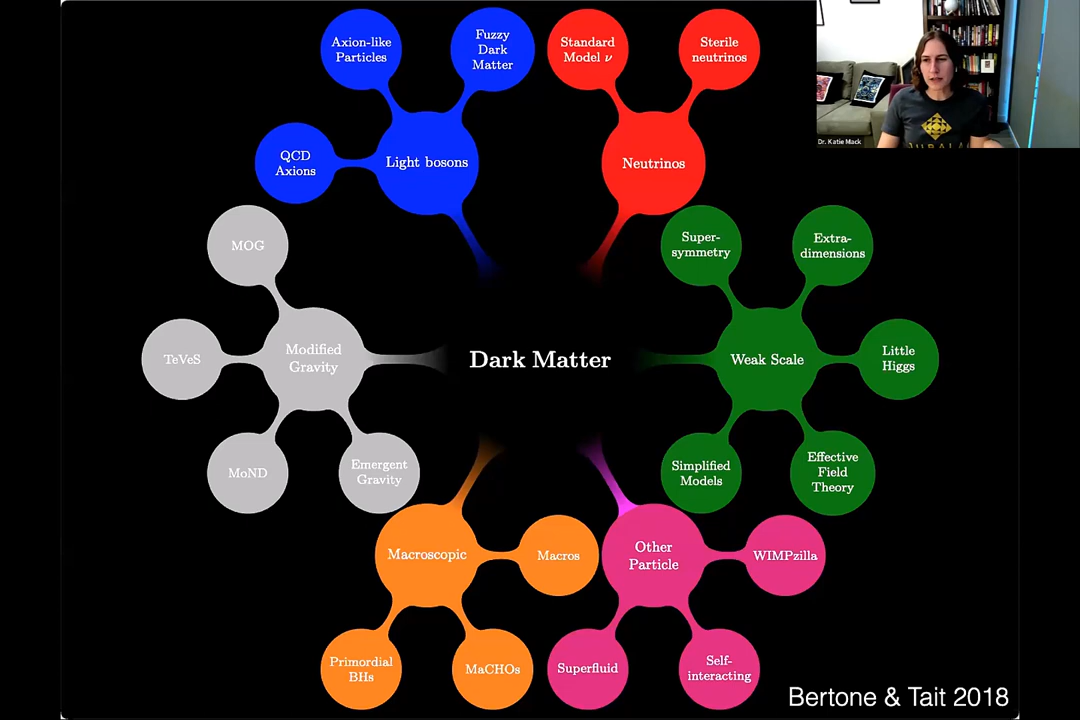 Axion-like
Particles
Fuzzy
Dark
Matter
Standard
Model ν
Sterile
neutrinos
Dr. Katie Mack
QCD
Axions
Light bosons
Neutrinos
MOG
Super-
symmetry
Extra-
dimensions
TeVeS
Modified
Gravity
Dark Matter
Weak Scale
Little
Higgs
MoND
Emergent
Gravity
Simplified
Models
Effective
Field
Theory
Macroscopic
Macros
Other
Particle
WIMPzilla
Primordial
BHs
MaCHOs
Superfluid
Self-
interacting
Bertone & Tait 2018